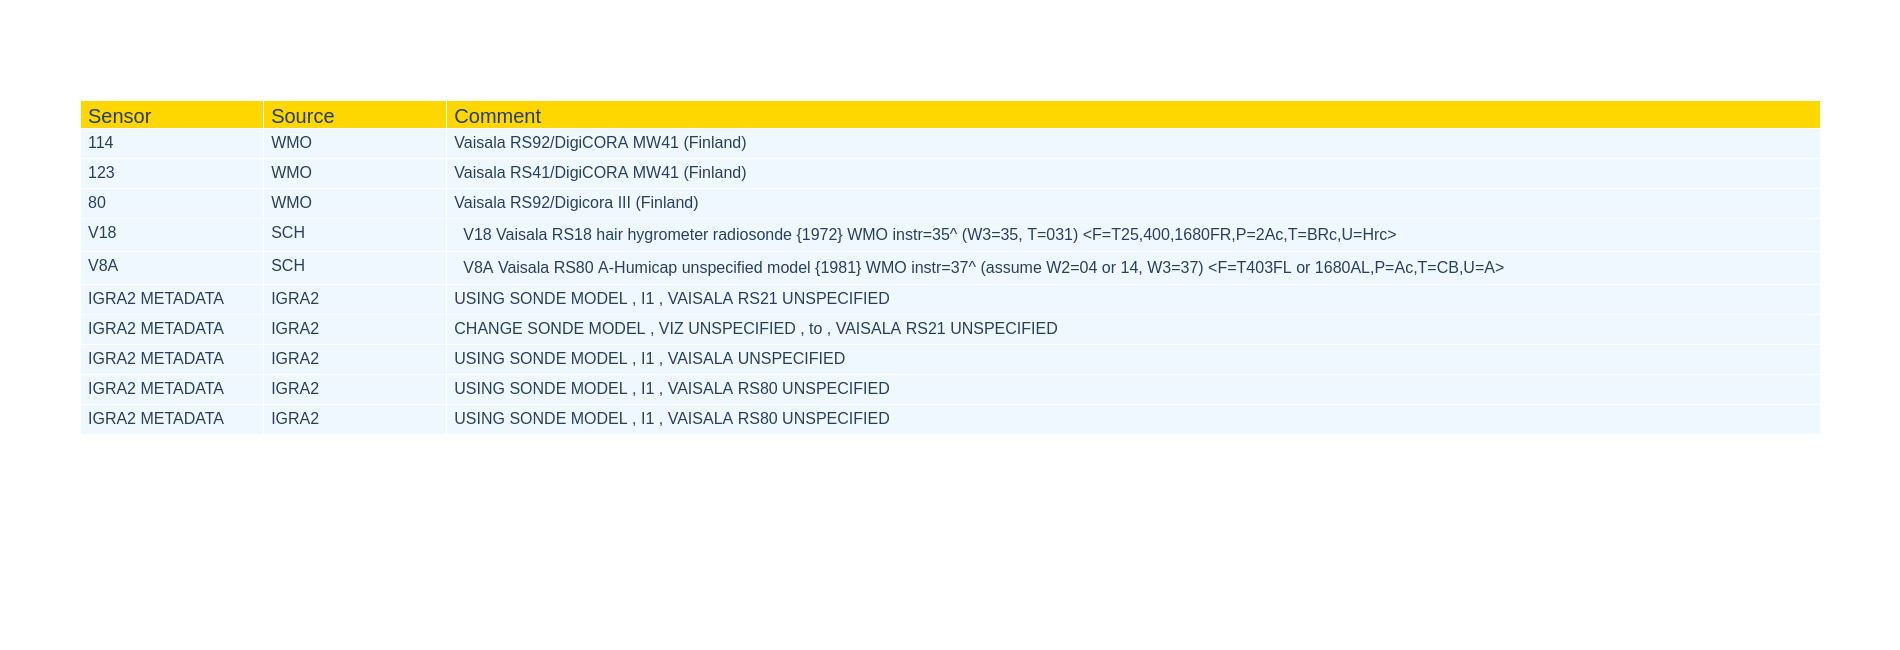 Sensor Source Comment
114 WMO Vaisala RS92/DigiCORA MW41 (Finland)
123 WMO Vaisala RS41/DigiCORA MW41 (Finland)
80 WMO Vaisala RS92/Digicora III (Finland)
V18 SCH V18 Vaisala RS18 hair hygrometer radiosonde {1972} WMO instr=35^ (W3=35, T=031) <F=T25,400,1680FR,P=2Ac,T=BRc,U=Hrc>
V8A SCH V8A Vaisala RS80 A-Humicap unspecified model {1981} WMO instr=37^ (assume W2=04 or 14, W3=37) <F=T403FL or 1680AL,P=Ac,T=CB,U=A>
IGRA2 METADATA IGRA2 USING SONDE MODEL , I1 , VAISALA RS21 UNSPECIFIED
IGRA2 METADATA IGRA2 CHANGE SONDE MODEL , VIZ UNSPECIFIED , to , VAISALA RS21 UNSPECIFIED
IGRA2 METADATA IGRA2 USING SONDE MODEL , I1 , VAISALA UNSPECIFIED
IGRA2 METADATA IGRA2 USING SONDE MODEL , I1 , VAISALA RS80 UNSPECIFIED
IGRA2 METADATA IGRA2 USING SONDE MODEL , I1 , VAISALA RS80 UNSPECIFIED